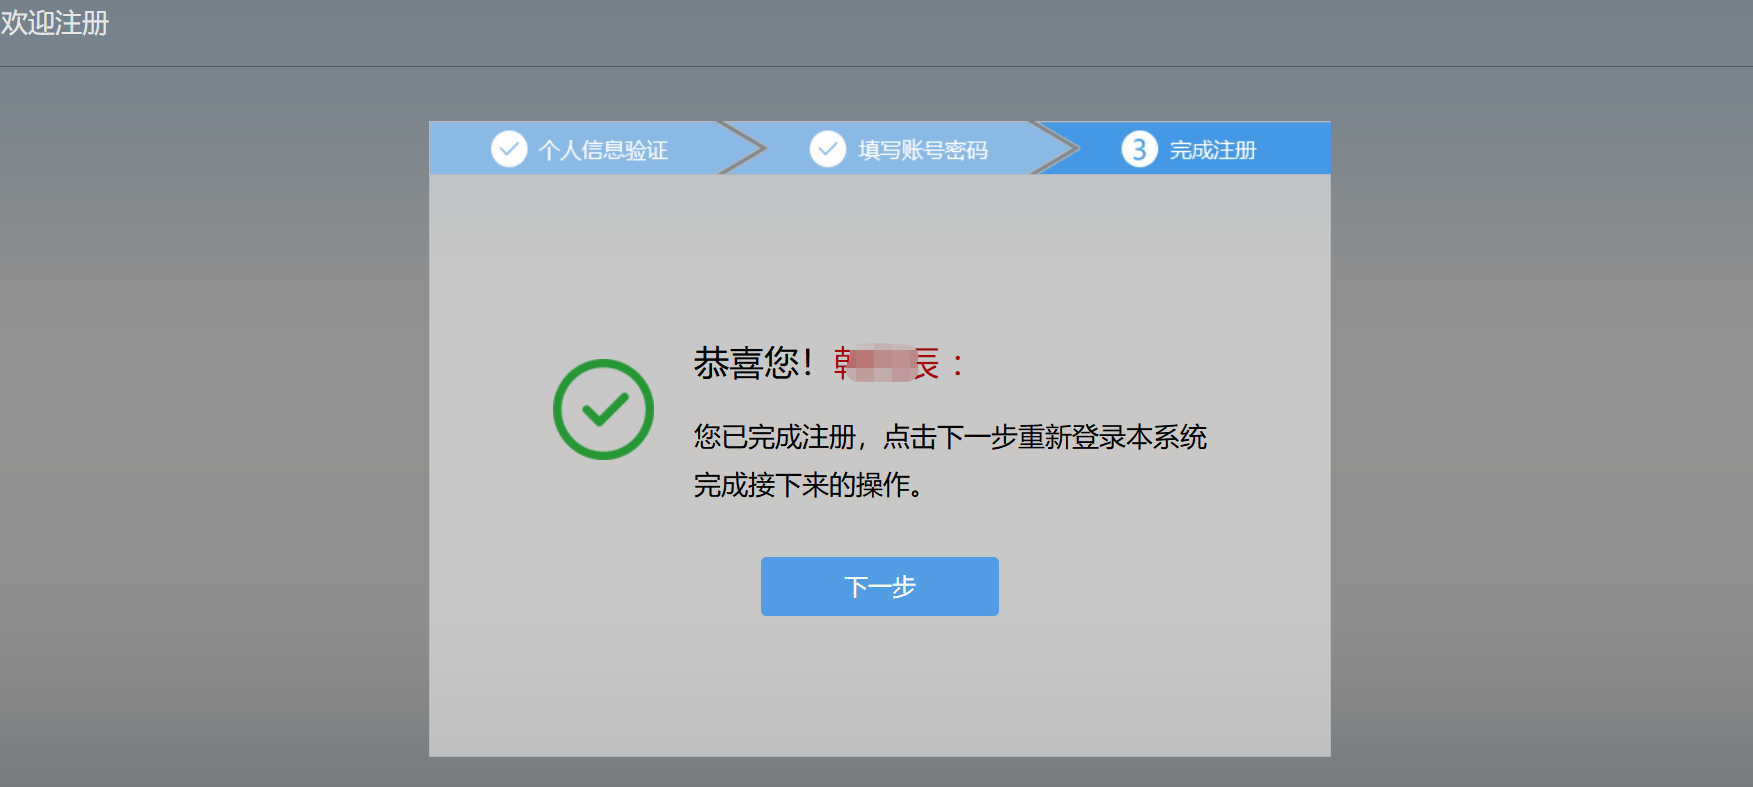 欢迎注册
个人信息验证
填写账号密码
3 完成注册
恭喜您！辰：
您已完成注册，点击下一步重新登录本系统
完成接下来的操作。
下一步